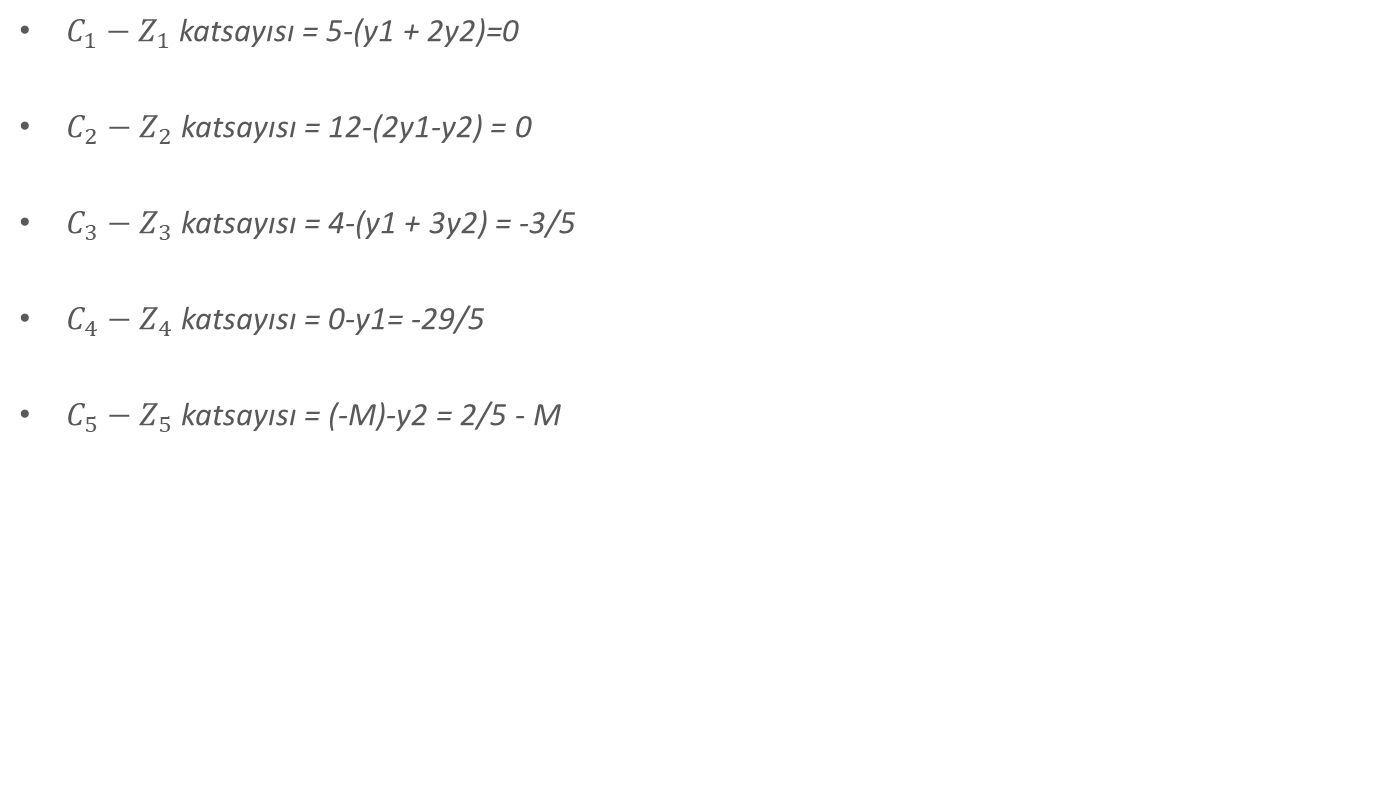 • C₁ − Z₁ katsayısı = 5-(y1 + 2y2)=0
• C₂ − Z₂ katsayısı = 12-(2y1-y2) = 0
• C₃ − Z₃ katsayısı = 4-(y1 + 3y2) = -3/5
• C₄ − Z₄ katsayısı = 0-y1= -29/5
• C₅ − Z₅ katsayısı = (-M)-y2 = 2/5 - M